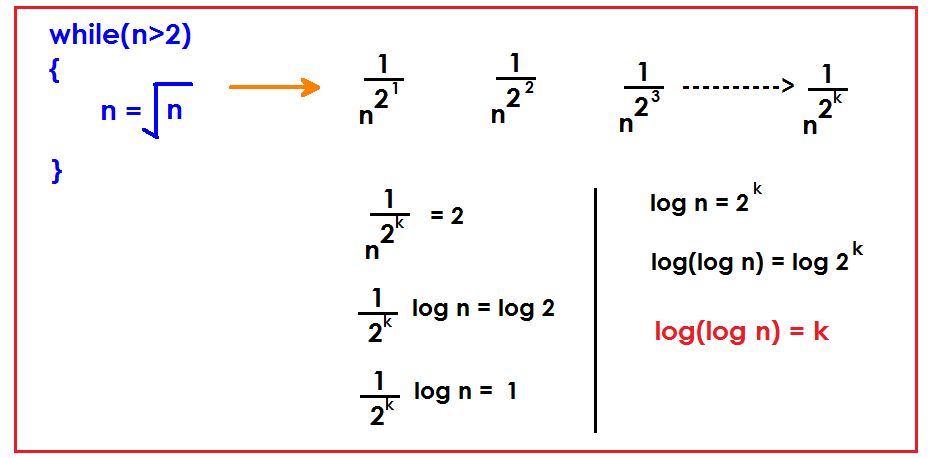 while(n>2)
{
n = √n
}
n^(1/2^1) n^(1/2^2) n^(1/2^3) ----------> n^(1/2^k)
n^(1/2^k) = 2
1/2^k log n = log 2
1/2^k log n = 1
log n = 2^k
log(log n) = log 2^k
log(log n) = k